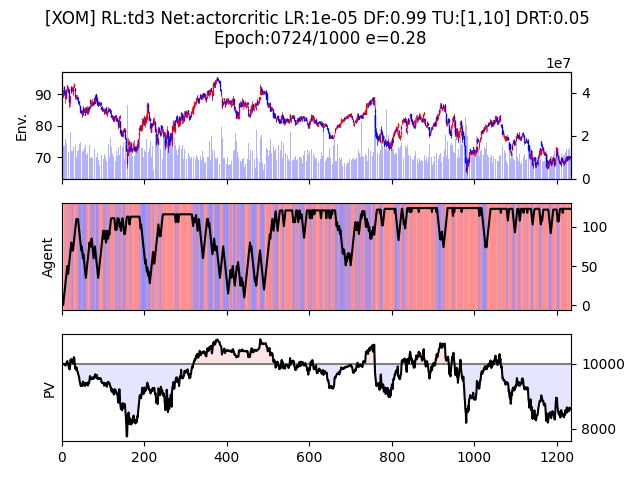 [XOM] RL:td3 Net:actorcritic LR:1e-05 DF:0.99 TU:[1,10] DRT:0.05
Epoch:0724/1000 e=0.28
1e7
90
80
70
Env.
4
2
0
Agent
100
50
0
PV
10000
8000
0 200 400 600 800 1000 1200